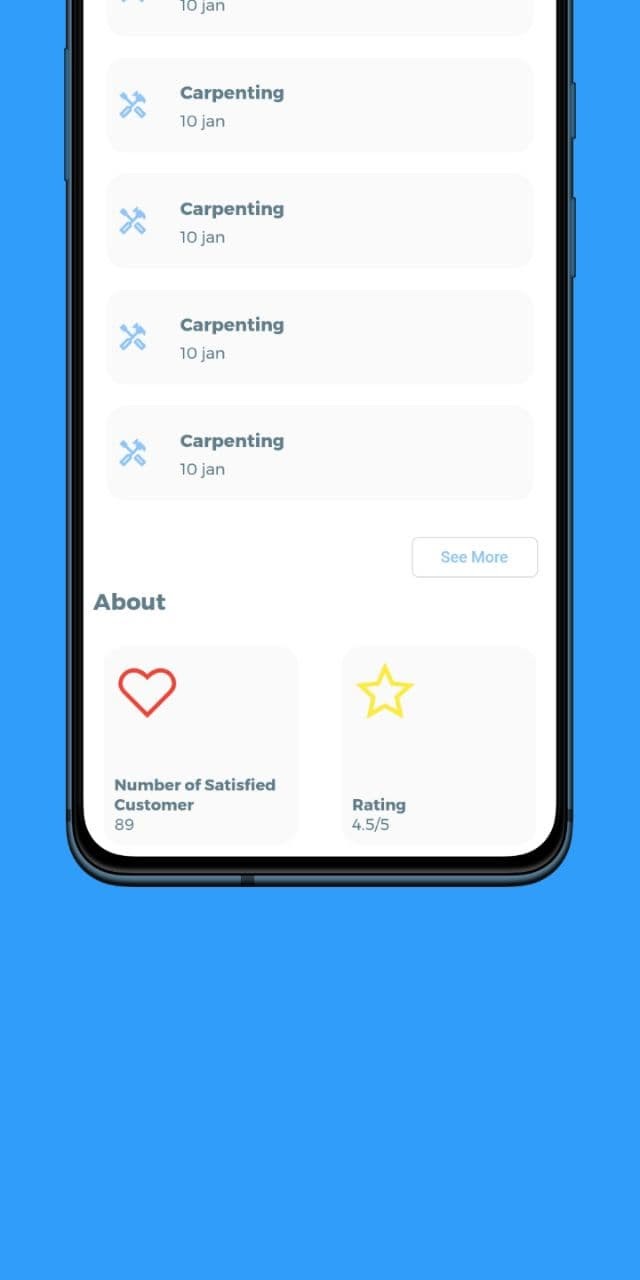 10 jan
Carpenting
10 jan
Carpenting
10 jan
Carpenting
10 jan
Carpenting
10 jan
See More
About
Number of Satisfied
Customer
89
Rating
4.5/5